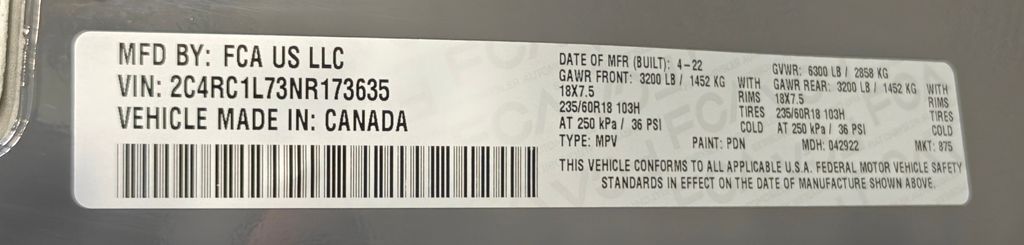 MFD BY: FCA US LLC
VIN: 2C4RC1L73NR173635
VEHICLE MADE IN: CANADA
DATE OF MFR (BUILT): 4-22 GVWR: 6300 LB / 2858 KG
GAWR FRONT: 3200 LB / 1452 KG WITH GAWR REAR: 3200 LB / 1452 KG WITH
18X7.5 RIMS 18X7.5 RIMS
235/60R18 103H TIRES 235/60R18 103H TIRES
AT 250 kPa / 36 PSI COLD AT 250 kPa / 36 PSI COLD
TYPE: MPV PAINT: PDN MDH: 042922 MKT: 875
THIS VEHICLE CONFORMS TO ALL APPLICABLE U.S.A. FEDERAL MOTOR VEHICLE SAFETY
STANDARDS IN EFFECT ON THE DATE OF MANUFACTURE SHOWN ABOVE.